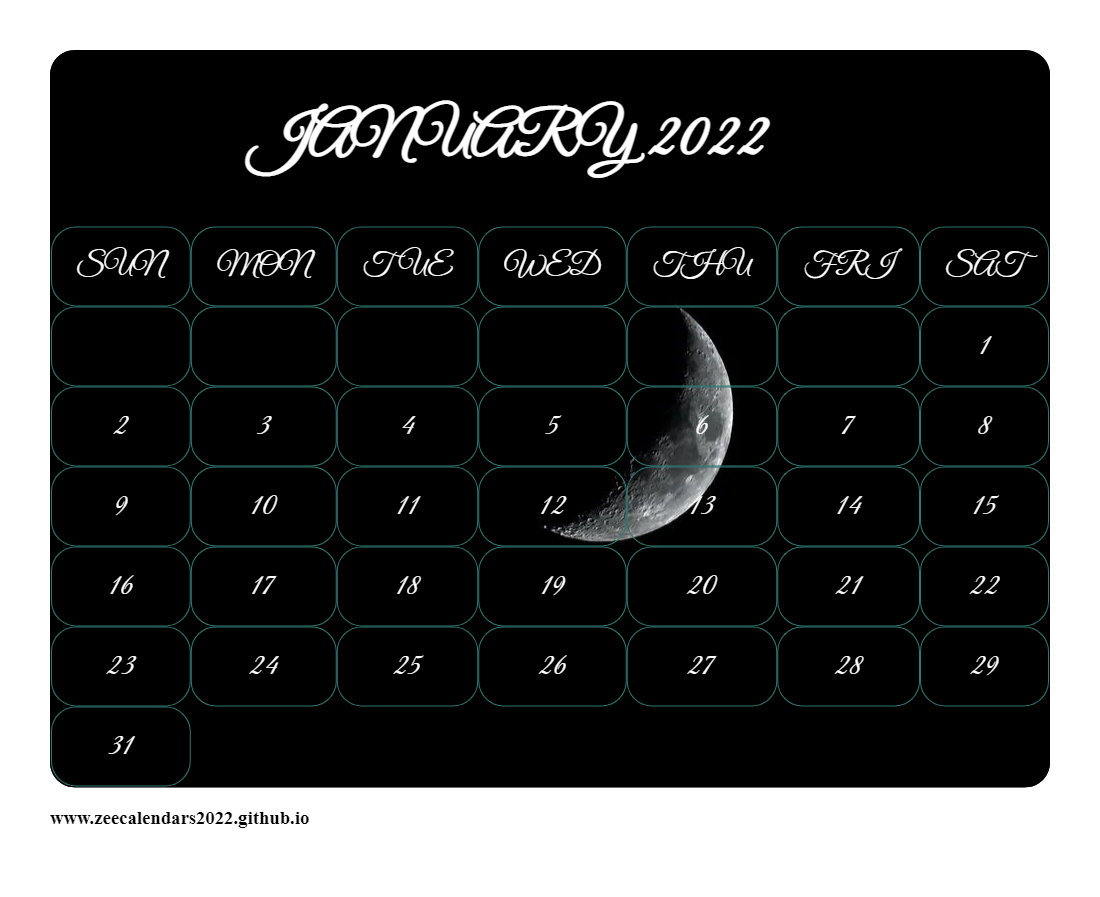 JANUARY 2022
SUN MON TUE WED THU FRI SAT
1
2 3 4 5 6 7 8
9 10 11 12 13 14 15
16 17 18 19 20 21 22
23 24 25 26 27 28 29
31
www.zeecalendars2022.github.io